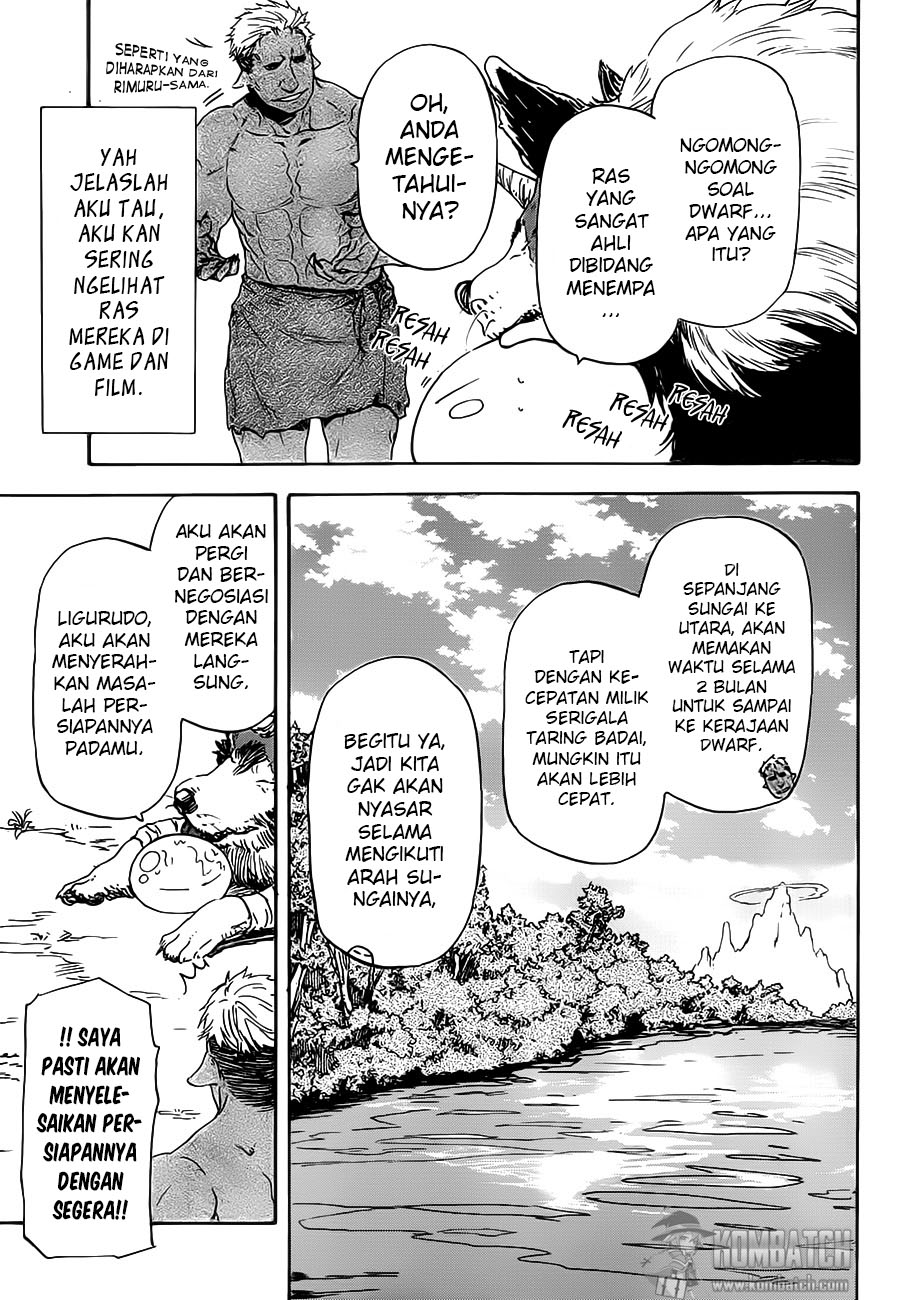 NGOMONG-
NGOMONG
SOAL
DWARF...
APA YANG
ITU?
RAS
YANG
SANGAT
AHLI
DIBIDANG
MENEMPA
...
OH,
ANDA
MENGE-
TAHUI-
NYA?
SEPERTI YANG
DIHARAPKAN DARI
RIMURU-SAMA.
YAH
JELASLAH
AKU TAU,
AKU KAN
SERING
NGELIHAT
RAS
MEREKA DI
GAME DAN
FILM.
RESAH
RESAH
RESAH
RESAH
RESAH
DI
SEPANJANG
SUNGAI KE
UTARA, AKAN
MEMAKAN
WAKTU SELAMA
2 BULAN
UNTUK SAMPAI
KE KERAJAAN
DWARF.
TAPI
DENGAN KE-
CEPATAN MILIK
SERIGALA
TARING BADAI,
MUNGKIN ITU
AKAN LEBIH
CEPAT.
BEGITU YA,
JADI KITA
GAK AKAN
NYASAR
SELAMA
MENGIKUTI
ARAH SU-
NGAINYA,
AKU AKAN
PERGI
DAN BER-
NEGOSIASI
DENGAN
MEREKA
LANG-
SUNG.
LIGURUDO,
AKU AKAN
MENYERAH-
KAN MASA-
LAH PER-
SIAPANNYA
PADAMU.
!! SAYA
PASTI AKAN
MENYELE-
SAIKAN PER-
SIAPANNYA
DENGAN
SEGERA!!
KOMBATCH
www.kombatch.com